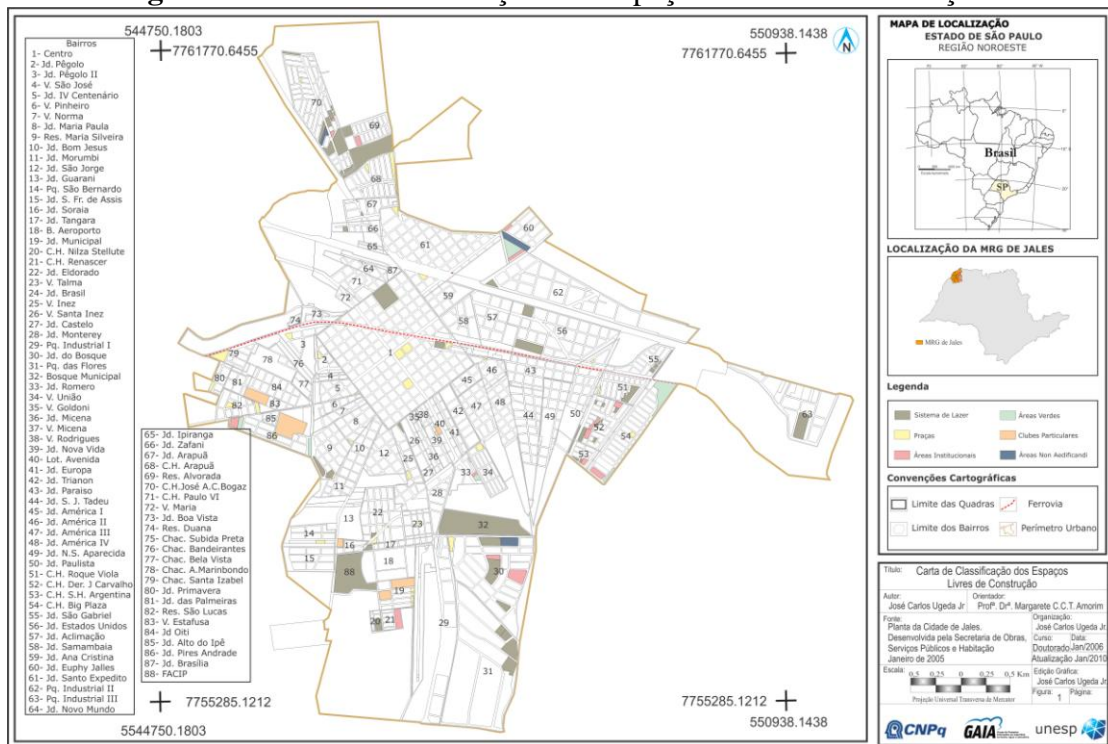 544750.1803
7761770.6455
550938.1438
7761770.6455
N
Bairros
1- Centro
2- Jd. Pêgolo
3- Jd. Pêgolo II
4- V. São José
5- Jd. IV Centenário
6- V. Pinheiro
7- V. Norma
8- Jd. Maria Paula
9- Res. Maria Silveira
10- Jd. Bom Jesus
11- Jd. Morumbi
12- Jd. São Jorge
13- Jd. Guarani
14- Pq. São Bernardo
15- Jd. S. Fr. de Assis
16- Jd. Soraia
17- Jd. Tangara
18- B. Aeroporto
19- Jd. Municipal
20- C.H. Nilza Stellute
21- C.H. Renascer
22- Jd. Eldorado
23- V. Talma
24- Jd. Brasil
25- V. Inez
26- V. Santa Inez
27- Jd. Castelo
28- Jd. Monterey
29- Pq. Industrial I
30- Jd. do Bosque
31- Pq. das Flores
32- Bosque Municipal
33- Jd. Romero
34- V. União
35- V. Goldoni
36- Jd. Micena
37- V. Micena
38- V. Rodrigues
39- Jd. Nova Vida
40- Lot. Avenida
41- Jd. Europa
42- Jd. Trianon
43- Jd. Paraiso
44- Jd. S. J. Tadeu
45- Jd. América I
46- Jd. América II
47- Jd. América III
48- Jd. América IV
49- Jd. N.S. Aparecida
50- Jd. Paulista
51- C.H. Roque Viola
52- C.H. Der. J Carvalho
53- C.H. S.H. Argentina
54- C.H. Big Plaza
55- Jd. São Gabriel
56- Jd. Estados Unidos
57- Jd. Aclimação
58- Jd. Samambaia
59- Jd. Ana Cristina
60- Jd. Euphy Jalles
61- Jd. Santo Expedito
62- Pq. Industrial II
63- Pq. Industrial III
64- Jd. Novo Mundo
65- Jd. Ipiranga
66- Jd. Zafani
67- Jd. Arapuã
68- C.H. Arapuã
69- Res. Alvorada
70- C.H.José A.C.Bogaz
71- C.H. Paulo VI
72- V. Maria
73- Jd. Boa Vista
74- Res. Duana
75- Chac. Subida Preta
76- Chac. Bandeirantes
77- Chac. Bela Vista
78- Chac. A.Marinbondo
79- Chac. Santa Izabel
80- Jd. Primavera
81- Jd. das Palmeiras
82- Res. São Lucas
83- V. Estafusa
84- Jd Oiti
85- Jd. Alto do Ipê
86- Jd. Pires Andrade
87- Jd. Brasília
88- FACIP
5544750.1803
7755285.1212
7755285.1212
550938.1438
MAPA DE LOCALIZAÇÃO
ESTADO DE SÃO PAULO
REGIÃO NOROESTE
Brasil
SP
LOCALIZAÇÃO DA MRG DE JALES
MRG de Jales
Legenda
Sistema de Lazer
Áreas Verdes
Praças
Clubes Particulares
Áreas Institucionais
Áreas Non Aedificandi
Convenções Cartográficas
Limite das Quadras
Ferrovia
Limite dos Bairros
Perímetro Urbano
Título: Carta de Classificação dos Espaços
Livres de Construção
Autor: José Carlos Ugeda Jr
Orientador: Profª. Drª. Margarete C.C.T. Amorim
Fonte: Planta da Cidade de Jales.
Desenvolvida pela Secretaria de Obras,
Serviços Públicos e Habitação
Janeiro de 2005
Organização: José Carlos Ugeda Jr.
Curso: Doutorado
Data: Jan/2006
Atualização Jan/2010
Escala: 0,5 0,25 0 0,25 0,5 Km
Projeção Universal Transversa de Mercator
Edição Gráfica: José Carlos Ugeda Jr
Figura: 1
Página:
CNPq
GAIA
unesp